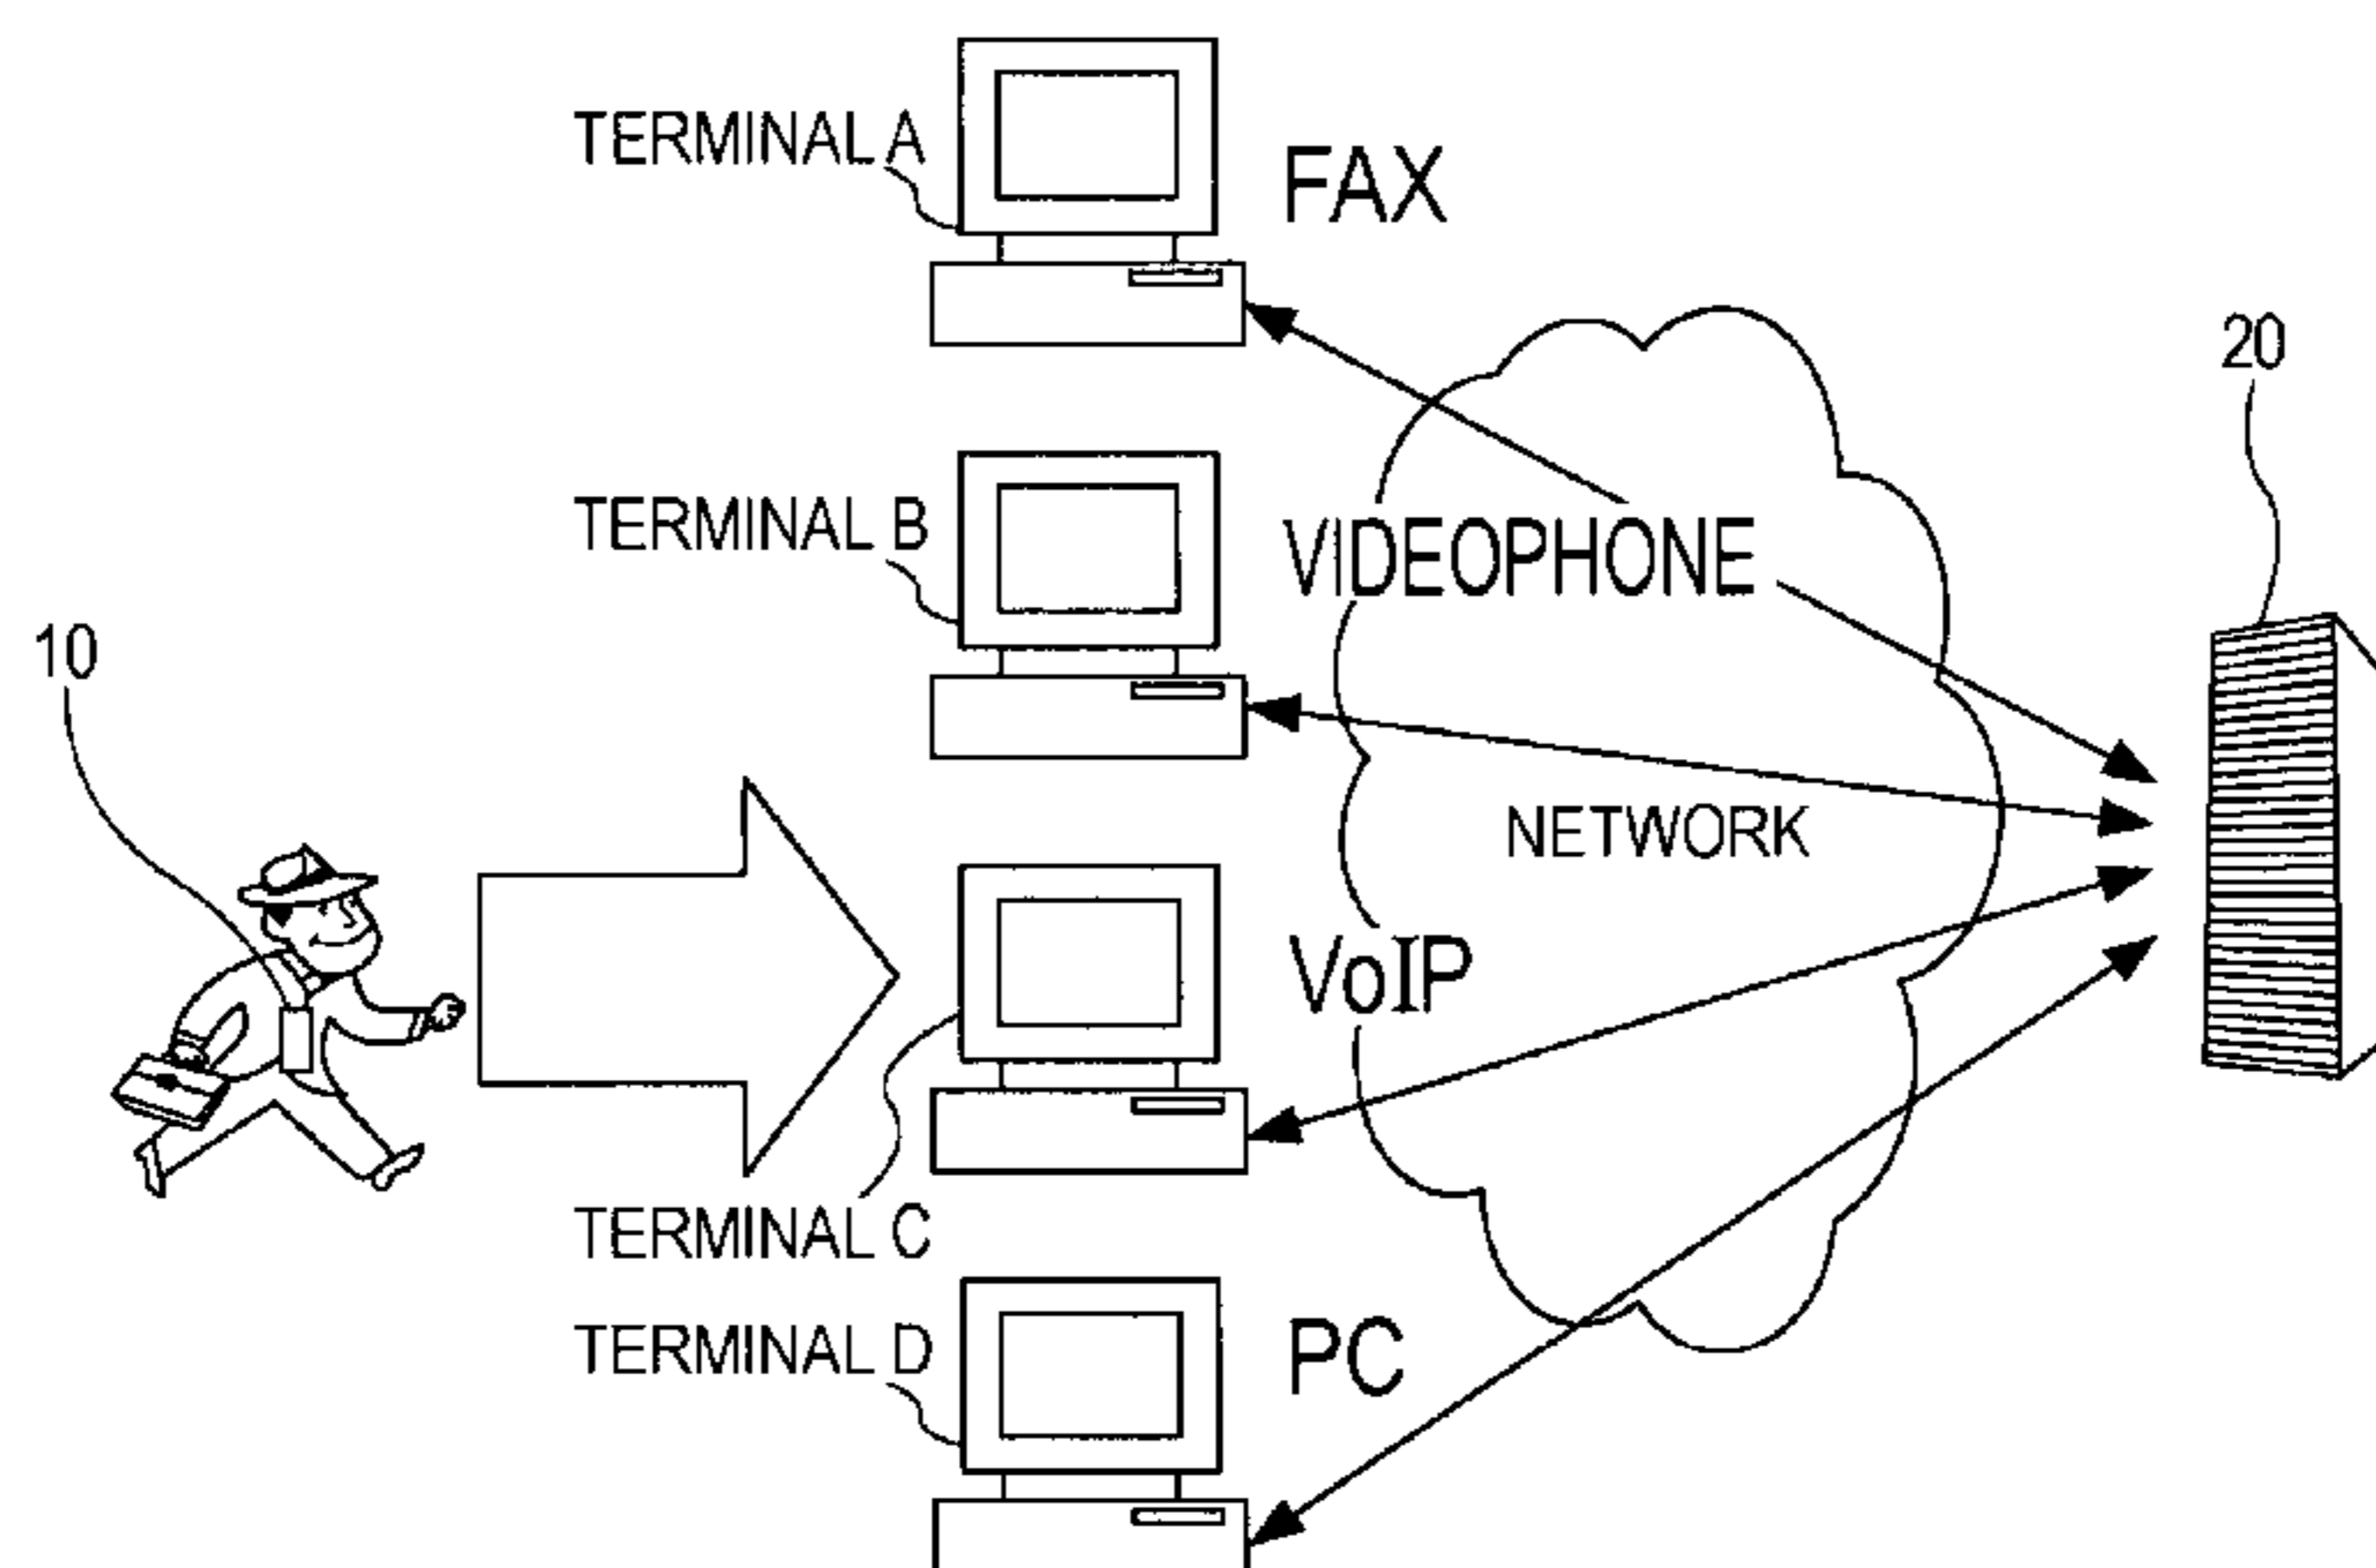 TERMINAL A
FAX
20
TERMINAL B
VIDEOPHONE
10
NETWORK
VoIP
TERMINAL C
TERMINAL D
PC